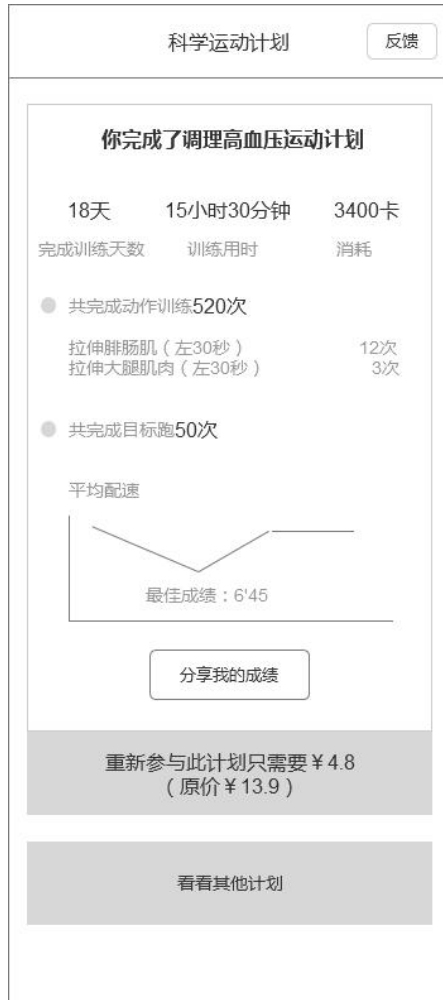 科学运动计划
反馈
你完成了调理高血压运动计划
18天 15小时30分钟 3400卡
完成训练天数 训练用时 消耗
共完成动作训练520次
拉伸腓肠肌（左30秒） 12次
拉伸大腿肌肉（左30秒） 3次
共完成目标跑50次
平均配速
最佳成绩：6'45
分享我的成绩
重新参与此计划只需要￥4.8
（原价￥13.9）
看看其他计划